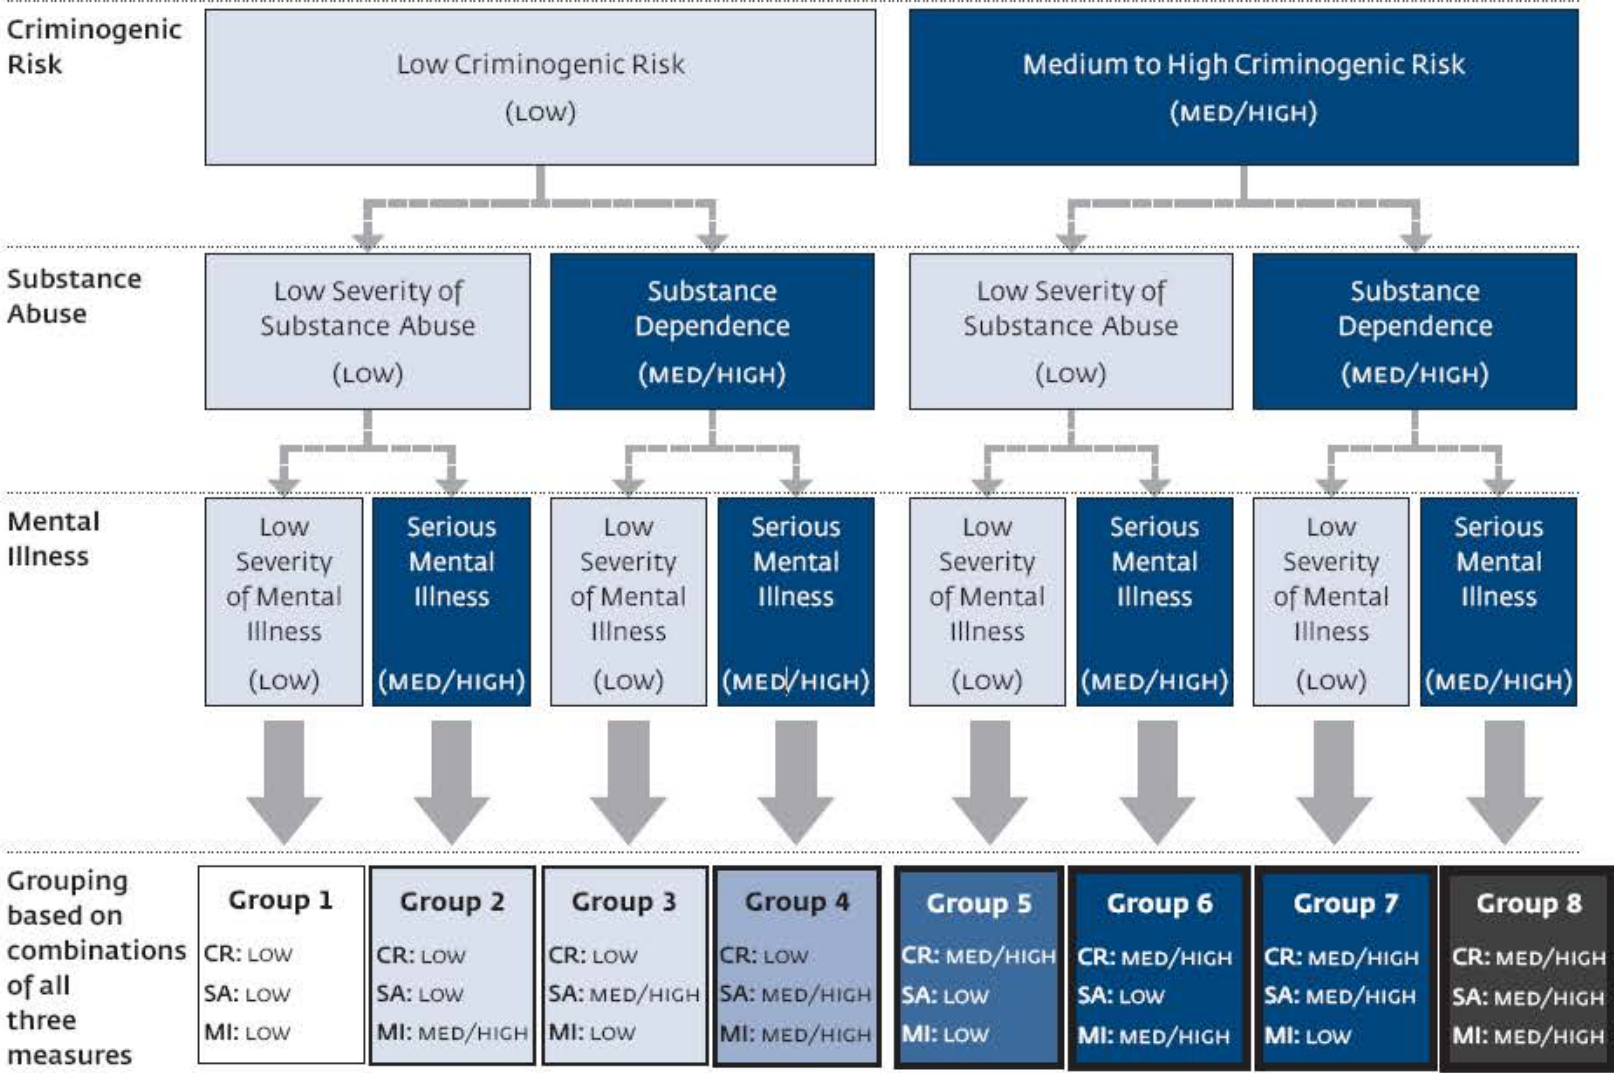 Criminogenic
Risk
Low Criminogenic Risk
(LOW)
Medium to High Criminogenic Risk
(MED/HIGH)
Substance
Abuse
Low Severity of
Substance Abuse
(LOW)
Substance
Dependence
(MED/HIGH)
Low Severity of
Substance Abuse
(LOW)
Substance
Dependence
(MED/HIGH)
Mental
Illness
Low
Severity
of Mental
Illness
(LOW)
Serious
Mental
Illness
(MED/HIGH)
Low
Severity
of Mental
Illness
(LOW)
Serious
Mental
Illness
(MED/HIGH)
Low
Severity
of Mental
Illness
(LOW)
Serious
Mental
Illness
(MED/HIGH)
Low
Severity
of Mental
Illness
(LOW)
Serious
Mental
Illness
(MED/HIGH)
Grouping
based on
combinations
of all
three
measures
Group 1
CR: LOW
SA: LOW
MI: LOW
Group 2
CR: LOW
SA: LOW
MI: MED/HIGH
Group 3
CR: LOW
SA: MED/HIGH
MI: LOW
Group 4
CR: LOW
SA: MED/HIGH
MI: MED/HIGH
Group 5
CR: MED/HIGH
SA: LOW
MI: LOW
Group 6
CR: MED/HIGH
SA: LOW
MI: MED/HIGH
Group 7
CR: MED/HIGH
SA: MED/HIGH
MI: LOW
Group 8
CR: MED/HIGH
SA: MED/HIGH
MI: MED/HIGH